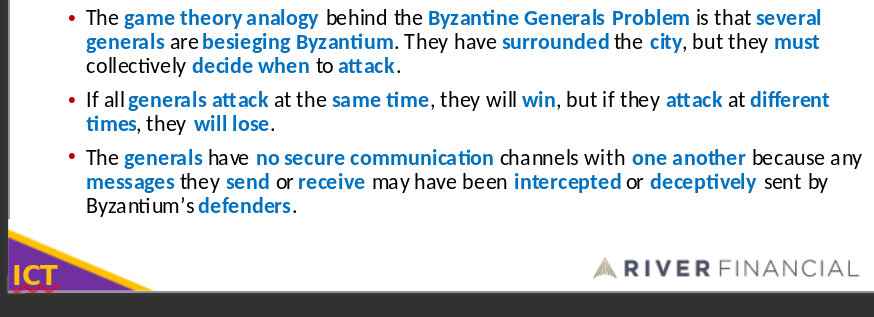 • The game theory analogy behind the Byzantine Generals Problem is that several
generals are besieging Byzantium. They have surrounded the city, but they must
collectively decide when to attack.
• If all generals attack at the same time, they will win, but if they attack at different
times, they will lose.
• The generals have no secure communication channels with one another because any
messages they send or receive may have been intercepted or deceptively sent by
Byzantium’s defenders.
ICT
RIVER FINANCIAL